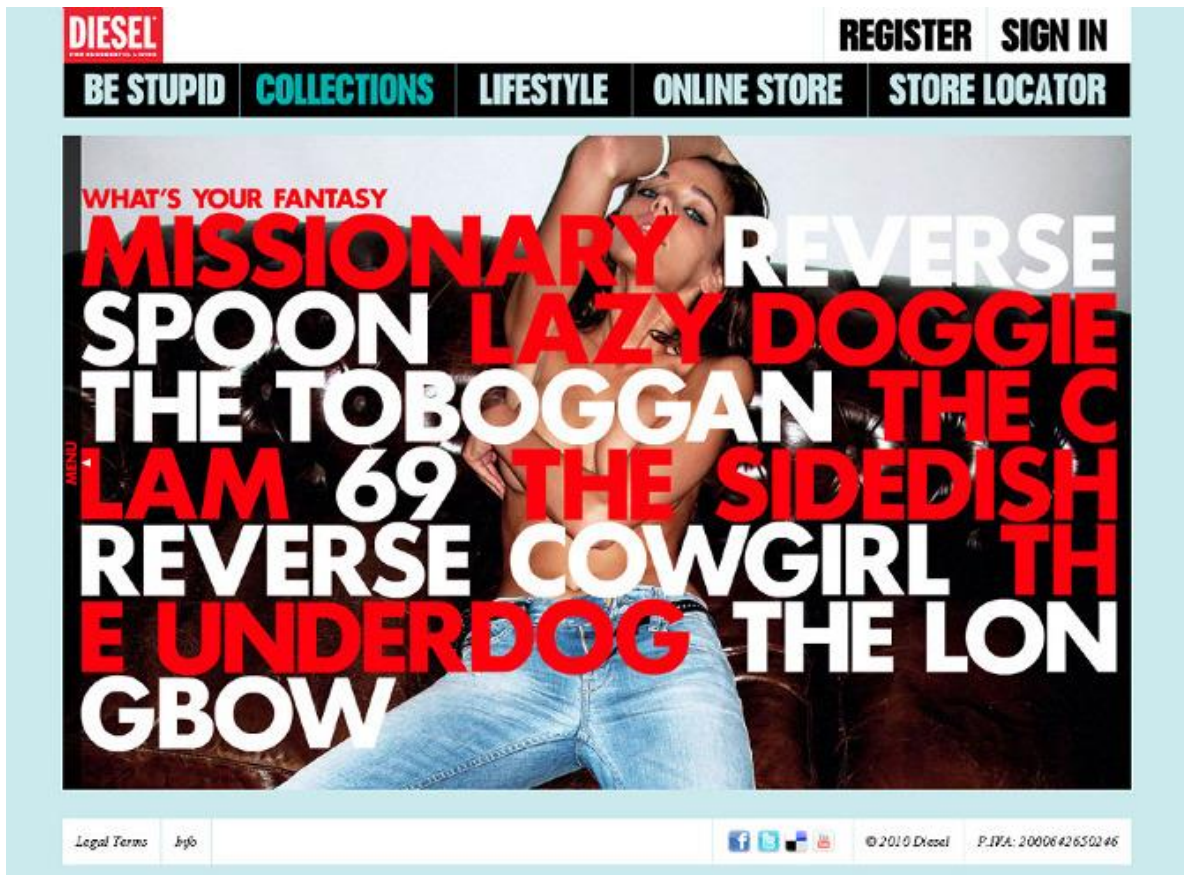 DIESEL
REGISTER SIGN IN
BE STUPID COLLECTIONS LIFESTYLE ONLINE STORE STORE LOCATOR
WHAT'S YOUR FANTASY
MISSIONARY REVERSE
SPOON LAZY DOGGIE
THE TOBOGGAN THE C
LAM 69 THE SIDEDISH
REVERSE COWGIRL TH
E UNDERDOG THE LON
GBOW
MENU
Legal Terms Info © 2010 Diesel P.IVA: 2000642650246